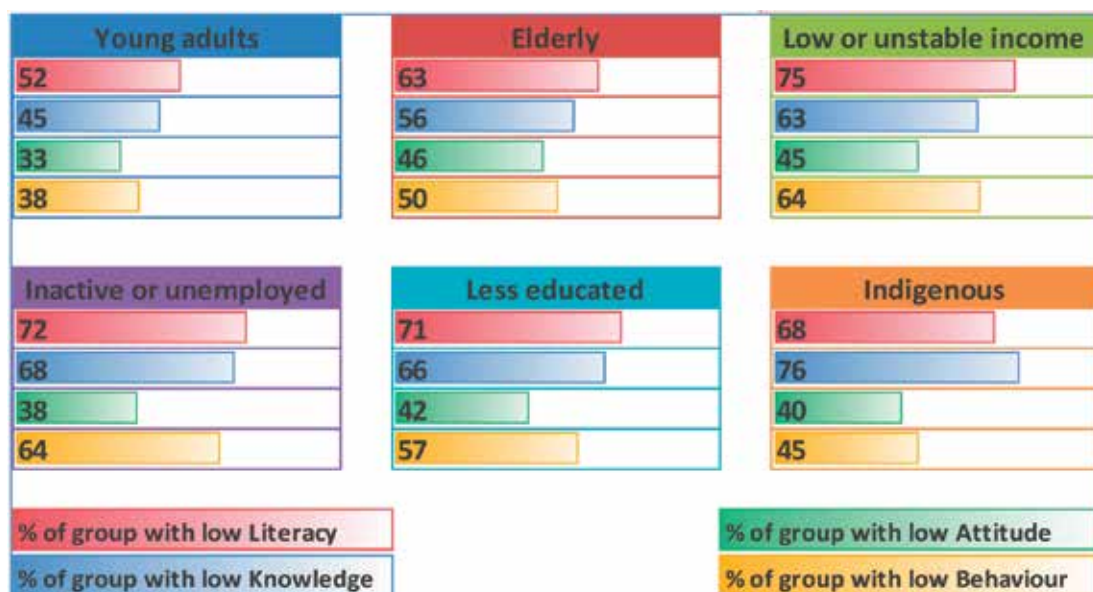 Young adults
52
45
33
38
Elderly
63
56
46
50
Low or unstable income
75
63
45
64
Inactive or unemployed
72
68
38
64
Less educated
71
66
42
57
Indigenous
68
76
40
45
% of group with low Literacy
% of group with low Knowledge
% of group with low Attitude
% of group with low Behaviour